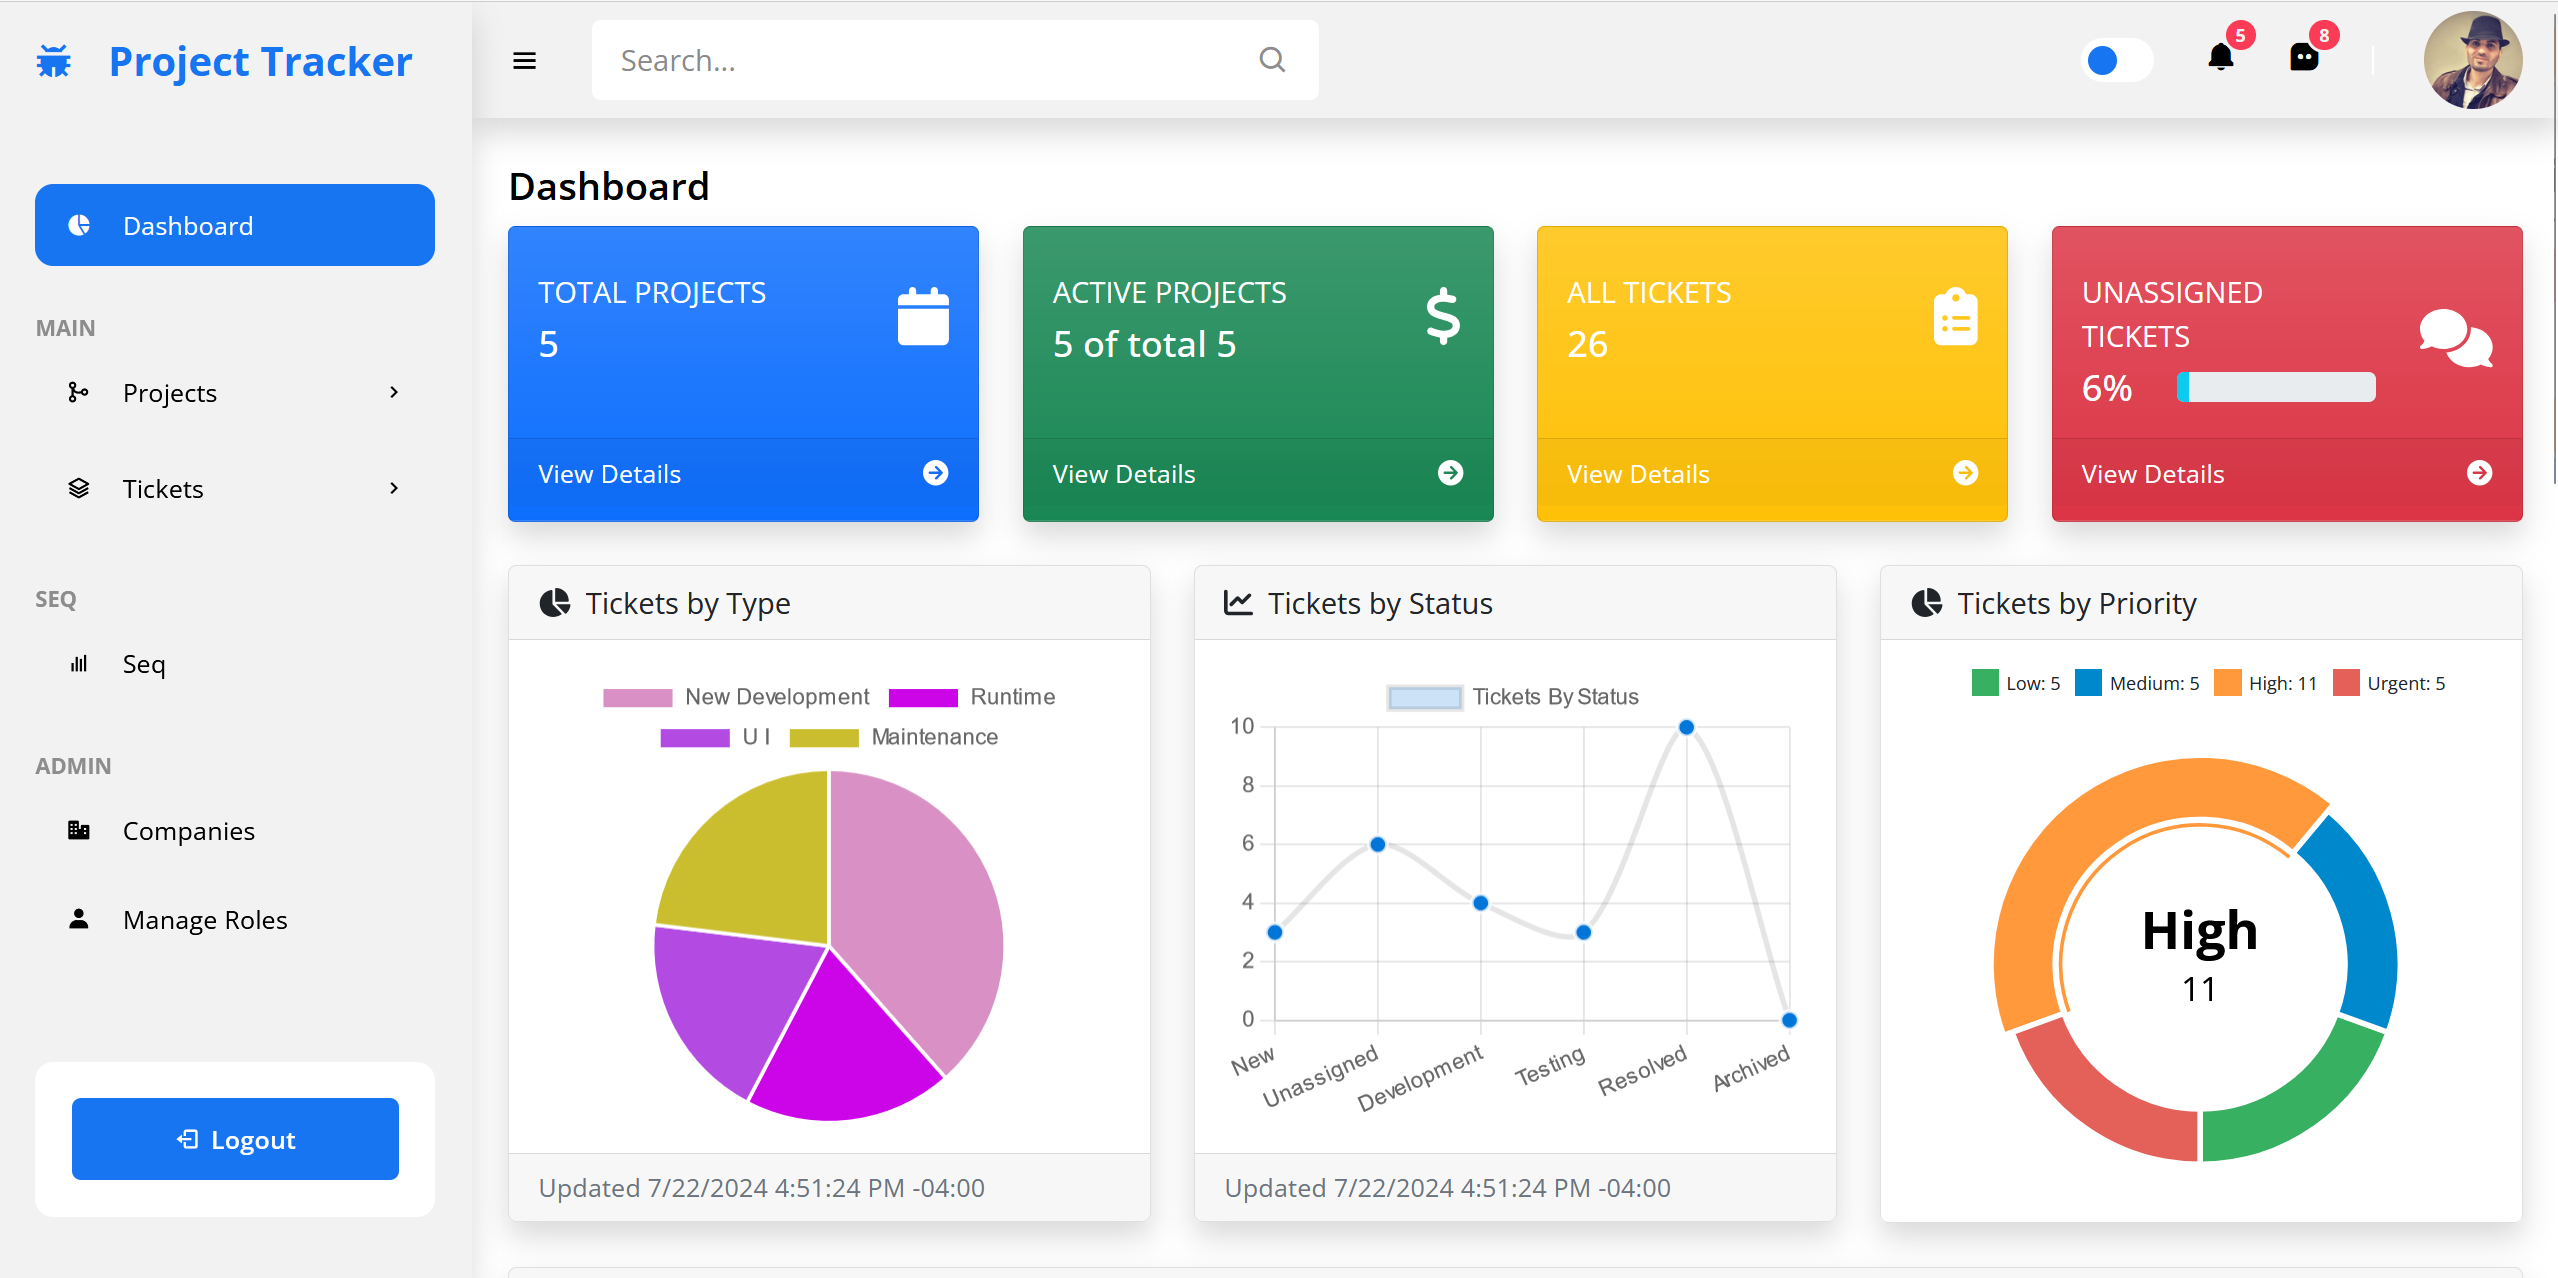 Project Tracker
Search...
5
8
Dashboard
MAIN
Projects
Tickets
SEQ
Seq
ADMIN
Companies
Manage Roles
Logout
Dashboard
TOTAL PROJECTS
5
View Details
ACTIVE PROJECTS
5 of total 5
View Details
ALL TICKETS
26
View Details
UNASSIGNED
TICKETS
6%
View Details
Tickets by Type
New Development Runtime
U I Maintenance
Updated 7/22/2024 4:51:24 PM -04:00
Tickets by Status
Tickets By Status
10
8
6
4
2
0
New
Unassigned
Development
Testing
Resolved
Archived
Updated 7/22/2024 4:51:24 PM -04:00
Tickets by Priority
Low: 5 Medium: 5 High: 11 Urgent: 5
High
11